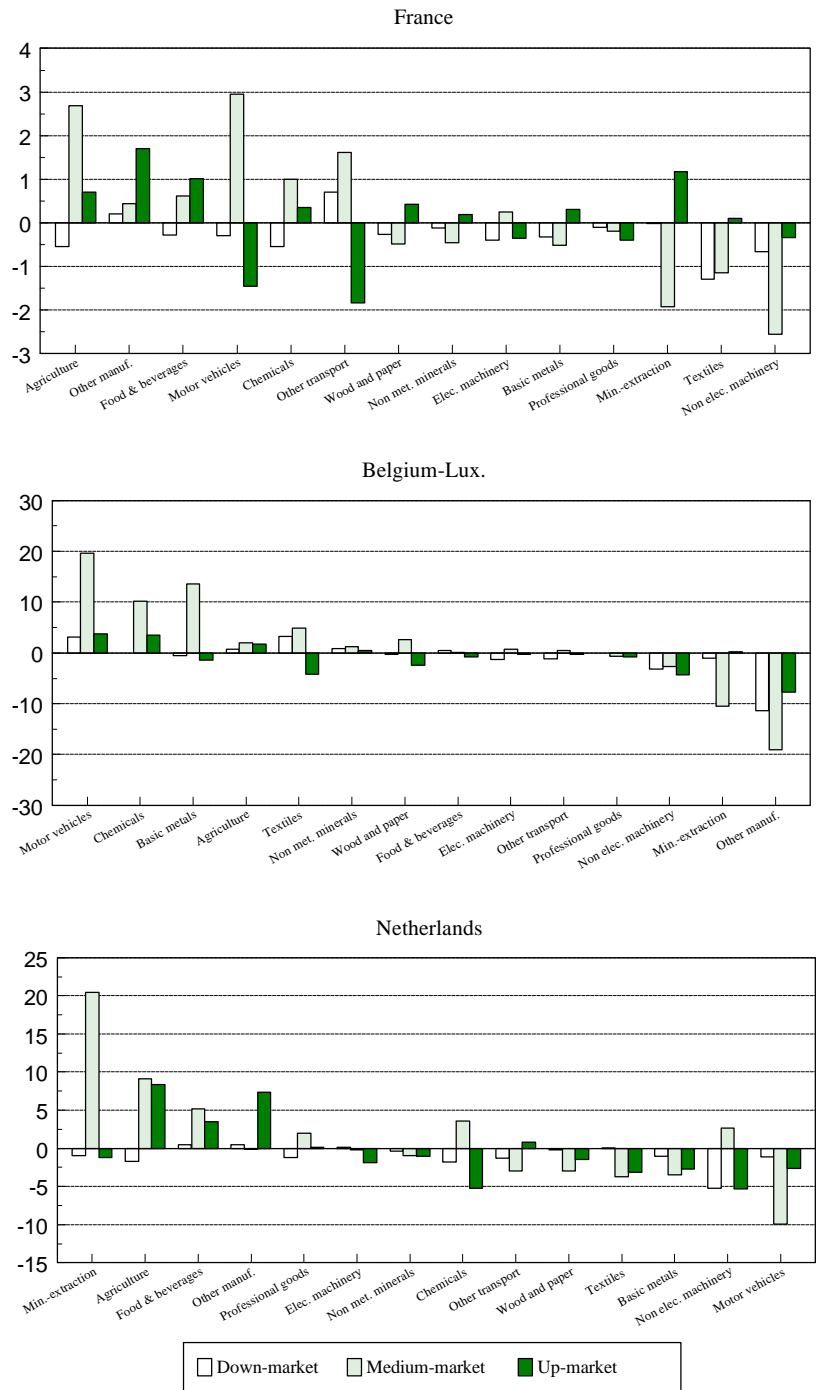 France
4
3
2
1
0
-1
-2
-3
Agriculture
Other manuf.
Food & beverages
Motor vehicles
Chemicals
Other transport
Wood and paper
Non met. minerals
Elec. machinery
Basic metals
Professional goods
Min.-extraction
Textiles
Non elec. machinery
Belgium-Lux.
30
20
10
0
-10
-20
-30
Motor vehicles
Chemicals
Basic metals
Agriculture
Textiles
Non met. minerals
Wood and paper
Food & beverages
Elec. machinery
Other transport
Professional goods
Non elec. machinery
Min.-extraction
Other manuf.
Netherlands
25
20
15
10
5
0
-5
-10
-15
Min.-extraction
Agriculture
Food & beverages
Other manuf.
Professional goods
Elec. machinery
Non met. minerals
Chemicals
Other transport
Wood and paper
Textiles
Basic metals
Non elec. machinery
Motor vehicles
Down-market Medium-market Up-market